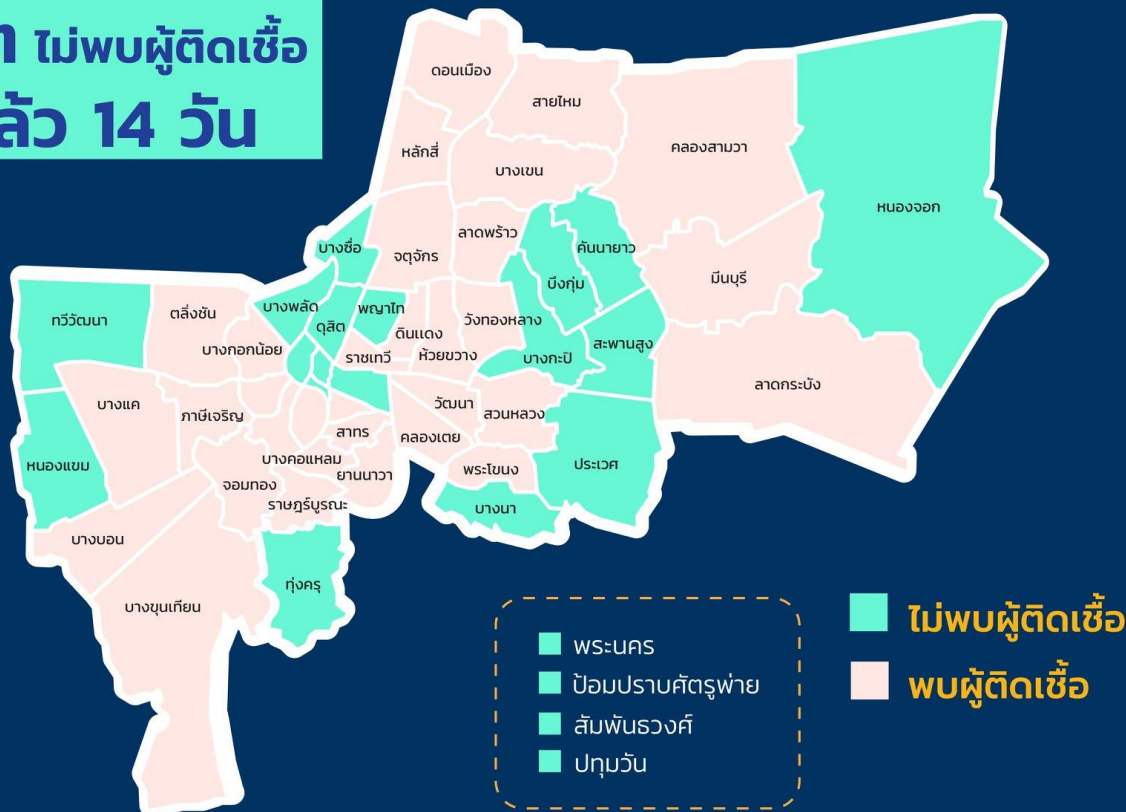 ไม่พบผู้ติดเชื้อ
14 วัน
ดอนเมือง
สายไหม
หลักสี่
บางเขน
คลองสามวา
หนองจอก
ลาดพร้าว
บางซื่อ
จตุจักร
คันนายาว
บึงกุ่ม
มีนบุรี
ทวีวัฒนา
ตลิ่งชัน
บางพลัด
ดุสิต
พญาไท
ดินแดง
วังทองหลาง
สะพานสูง
บางกอกน้อย
ราชเทวี
ห้วยขวาง
บางกะปิ
ลาดกระบัง
บางแค
ภาษีเจริญ
วัฒนา
สวนหลวง
สาทร
คลองเตย
หนองแขม
บางคอแหลม
ยานนาวา
พระโขนง
ประเวศ
จอมทอง
ราษฎร์บูรณะ
บางนา
บางบอน
ทุ่งครุ
บางขุนเทียน
พระนคร
ป้อมปราบศัตรูพ่าย
สัมพันธวงศ์
ปทุมวัน
ไม่พบผู้ติดเชื้อ
พบผู้ติดเชื้อ